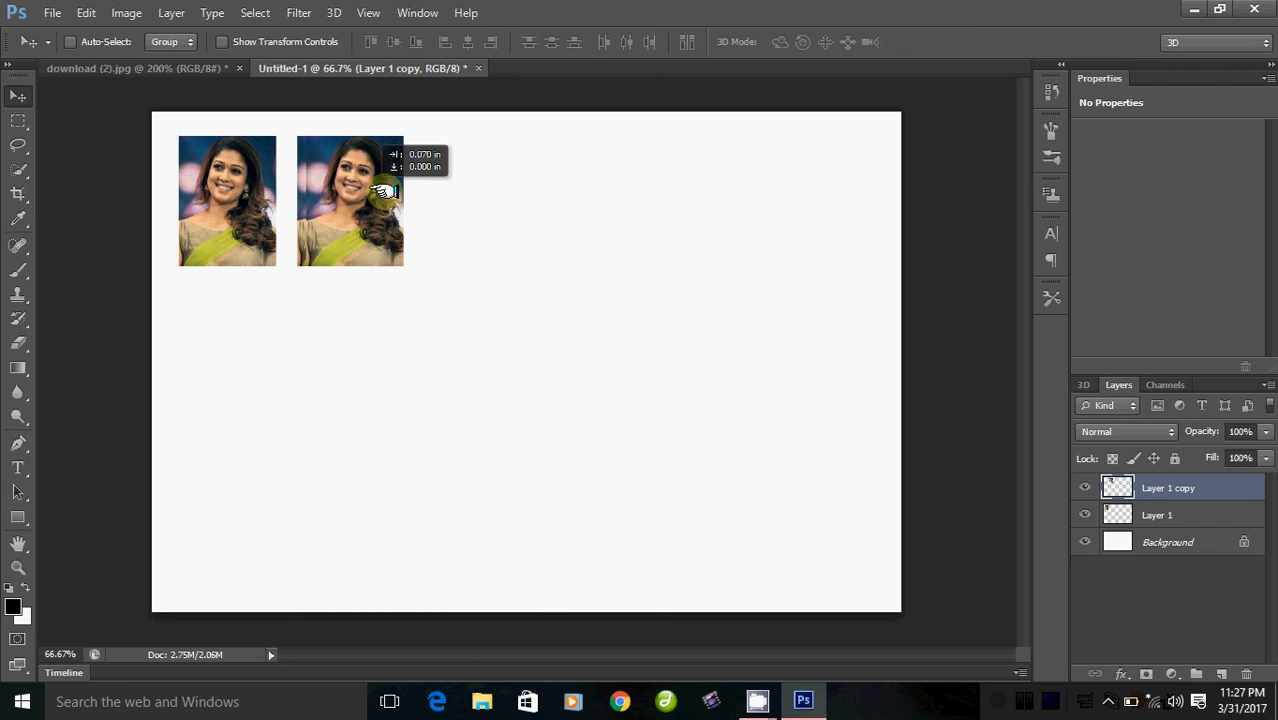 Ps File Edit Image Layer Type Select Filter 3D View Window Help
Auto-Select: Group Show Transform Controls 3D Mode: 3D
download (2).jpg @ 200% (RGB/8#) * × Untitled-1 @ 66.7% (Layer 1 copy, RGB/8) * ×
Properties
No Properties
→|: 0.070 in
↓: 0.000 in
3D Layers Channels
Kind
Normal Opacity: 100%
Lock: Fill: 100%
Layer 1 copy
Layer 1
Background
66.67% Doc: 2.75M/2.06M
Timeline
Search the web and Windows
11:27 PM
3/31/2017